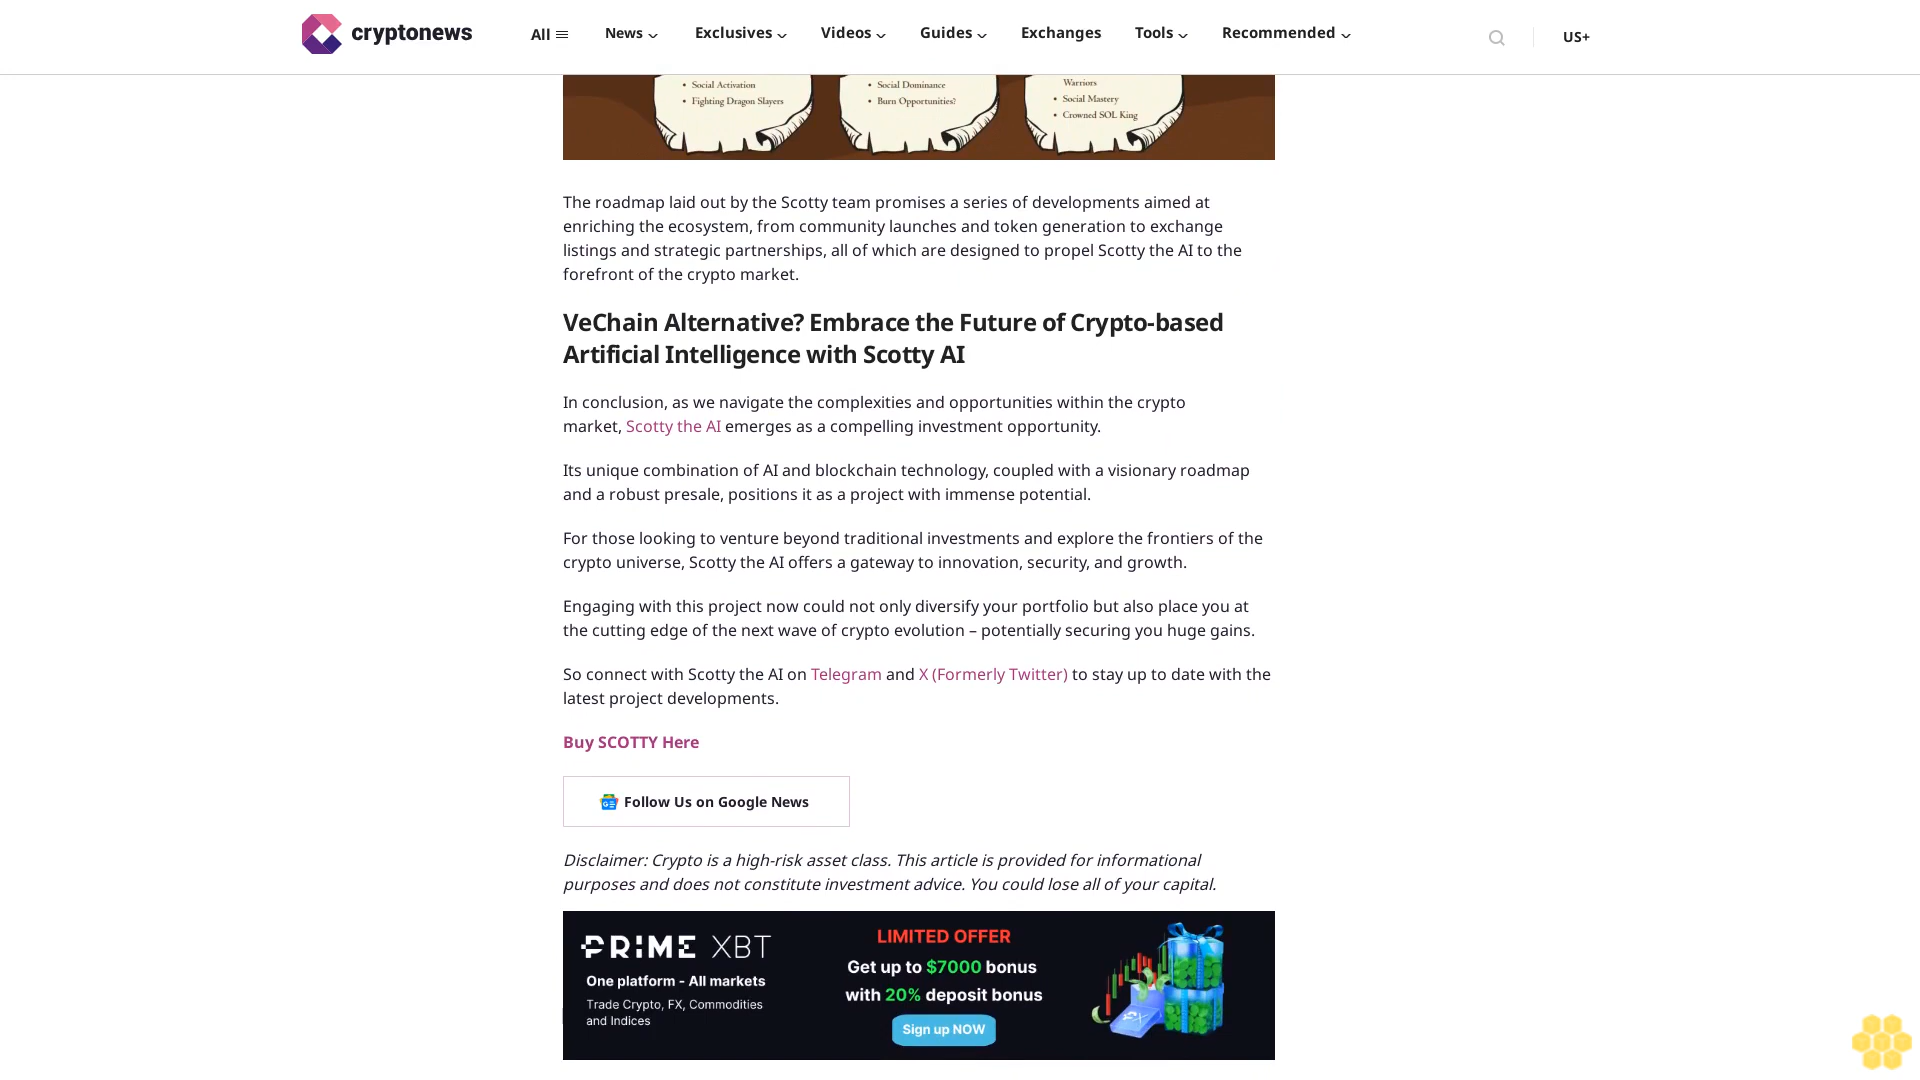 cryptonews
All
News
Exclusives
Videos
Guides
Exchanges
Tools
Recommended
US+
• Social Activation
• Fighting Dragon Slayers
• Social Dominance
• Burn Opportunities?
Warriors
• Social Mastery
• Crowned SOL King
The roadmap laid out by the Scotty team promises a series of developments aimed at
enriching the ecosystem, from community launches and token generation to exchange
listings and strategic partnerships, all of which are designed to propel Scotty the AI to the
forefront of the crypto market.
VeChain Alternative? Embrace the Future of Crypto-based
Artificial Intelligence with Scotty AI
In conclusion, as we navigate the complexities and opportunities within the crypto
market, Scotty the AI emerges as a compelling investment opportunity.
Its unique combination of AI and blockchain technology, coupled with a visionary roadmap
and a robust presale, positions it as a project with immense potential.
For those looking to venture beyond traditional investments and explore the frontiers of the
crypto universe, Scotty the AI offers a gateway to innovation, security, and growth.
Engaging with this project now could not only diversify your portfolio but also place you at
the cutting edge of the next wave of crypto evolution – potentially securing you huge gains.
So connect with Scotty the AI on Telegram and X (Formerly Twitter) to stay up to date with the
latest project developments.
Buy SCOTTY Here
Follow Us on Google News
Disclaimer: Crypto is a high-risk asset class. This article is provided for informational
purposes and does not constitute investment advice. You could lose all of your capital.
PRIME XBT
One platform - All markets
Trade Crypto, FX, Commodities
and Indices
LIMITED OFFER
Get up to $7000 bonus
with 20% deposit bonus
Sign up NOW